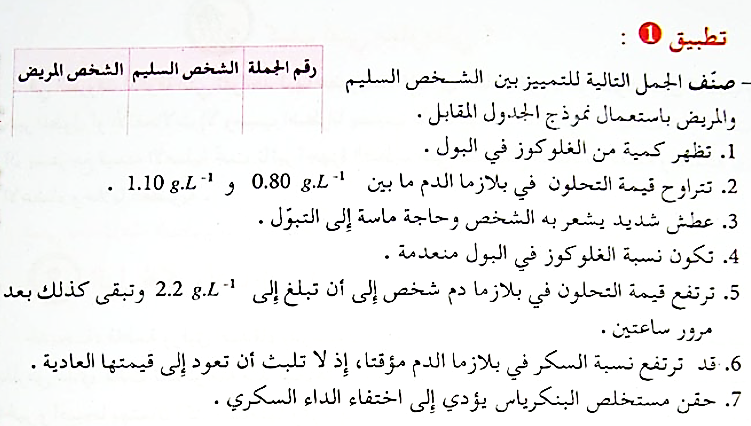 تطبيق 1 :
- صنّف الجمل التالية للتمييز بين الشخص السليم
والمريض باستعمال نموذج الجدول المقابل .
رقم الجملة الشخص السليم الشخص المريض
1. تظهر كمية من الغلوكوز في البول .
2. تتراوح قيمة التحلون في بلازما الدم ما بين 0.80 g.L⁻¹ و 1.10 g.L⁻¹ .
3. عطش شديد يشعر به الشخص وحاجة ماسة إلى التبوّل .
4. تكون نسبة الغلوكوز في البول منعدمة .
5. ترتفع قيمة التحلون في بلازما دم شخص إلى أن تبلغ إلى 2.2 g.L⁻¹ وتبقى كذلك بعد
مرور ساعتين .
6. قد ترتفع نسبة السكر في بلازما الدم مؤقتا، إذ لا تلبث أن تعود إلى قيمتها العادية .
7. حقن مستخلص البنكرياس يؤدي إلى اختفاء الداء السكري .